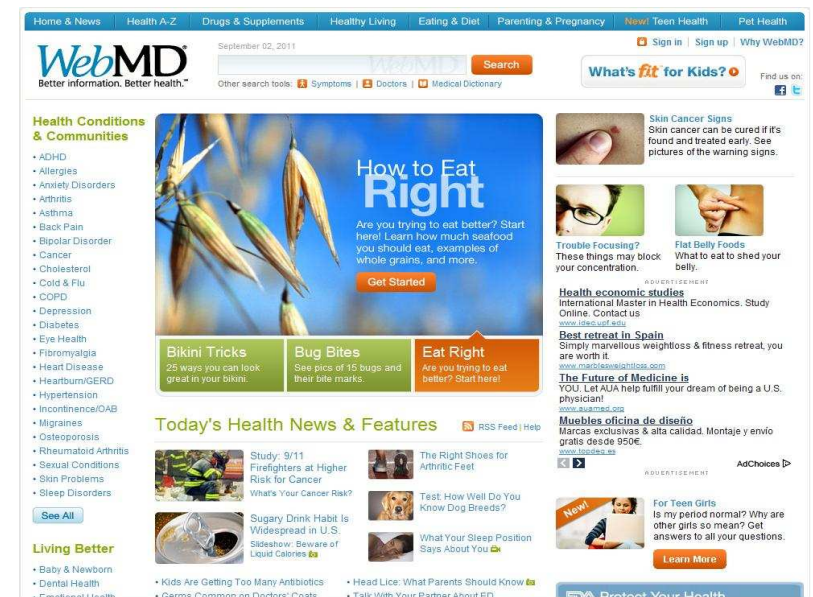 Home & News
Health A-Z
Drugs & Supplements
Healthy Living
Eating & Diet
Parenting & Pregnancy
New! Teen Health
Pet Health
WebMD®
Better information. Better health.™
September 02, 2011
Search
Other search tools: Symptoms | Doctors | Medical Dictionary
Sign in | Sign up | Why WebMD?
What's fit for Kids?
Find us on:
Health Conditions
& Communities
• ADHD
• Allergies
• Anxiety Disorders
• Arthritis
• Asthma
• Back Pain
• Bipolar Disorder
• Cancer
• Cholesterol
• Cold & Flu
• COPD
• Depression
• Diabetes
• Eye Health
• Fibromyalgia
• Heart Disease
• Heartburn/GERD
• Hypertension
• Incontinence/OAB
• Migraines
• Osteoporosis
• Rheumatoid Arthritis
• Sexual Conditions
• Skin Problems
• Sleep Disorders
See All
Living Better
• Baby & Newborn
• Dental Health
• Emotional Health
How to Eat
Right
Are you trying to eat better? Start
here! Learn how much seafood
you should eat, examples of
whole grains, and more.
Get Started
Bikini Tricks
25 ways you can look
great in your bikini.
Bug Bites
See pics of 15 bugs and
their bite marks.
Eat Right
Are you trying to eat
better? Start here!
Today's Health News & Features
RSS Feed | Help
Study: 9/11
Firefighters at Higher
Risk for Cancer
What's Your Cancer Risk?
Sugary Drink Habit Is
Widespread in U.S.
Slideshow: Beware of
Liquid Calories
The Right Shoes for
Arthritic Feet
Test: How Well Do You
Know Dog Breeds?
What Your Sleep Position
Says About You
• Kids Are Getting Too Many Antibiotics
• Germs Common on Doctors' Coats
• Head Lice: What Parents Should Know
• Talk With Your Partner About ED
Skin Cancer Signs
Skin cancer can be cured if it's
found and treated early. See
pictures of the warning signs.
Trouble Focusing?
These things may block
your concentration.
Flat Belly Foods
What to eat to shed your
belly.
ADVERTISEMENT
Health economic studies
International Master in Health Economics. Study
Online. Contact us
www.idec.upf.edu
Best retreat in Spain
Simply marvellous weightloss & fitness retreat, you
are worth it.
www.marblesweightloss.com
The Future of Medicine is
YOU. Let AUA help fulfill your dream of being a U.S.
physician!
www.auamed.org
Muebles oficina de diseño
Marcas exclusivas & alta calidad. Montaje y envío
gratis desde 950€.
www.topdec.es
AdChoices
ADVERTISEMENT
New!
For Teen Girls
Is my period normal? Why are
other girls so mean? Get
answers to all your questions.
Learn More
FDA Protect Your Health